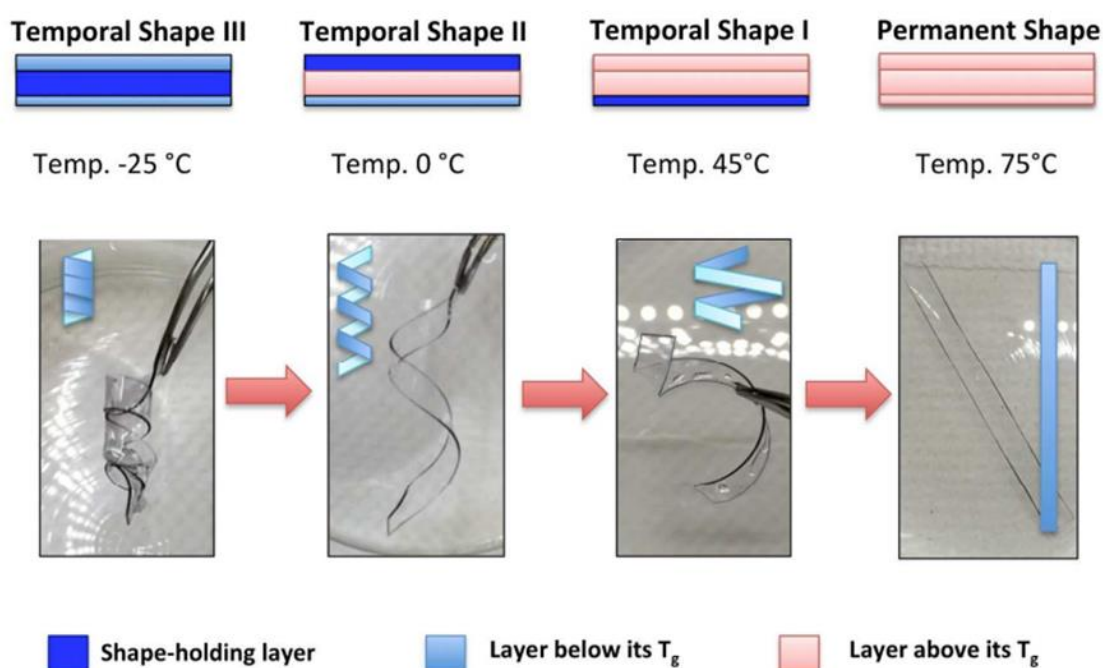 Temporal Shape III
Temporal Shape II
Temporal Shape I
Permanent Shape
Temp. -25 °C
Temp. 0 °C
Temp. 45°C
Temp. 75°C
Shape-holding layer
Layer below its Tg
Layer above its Tg